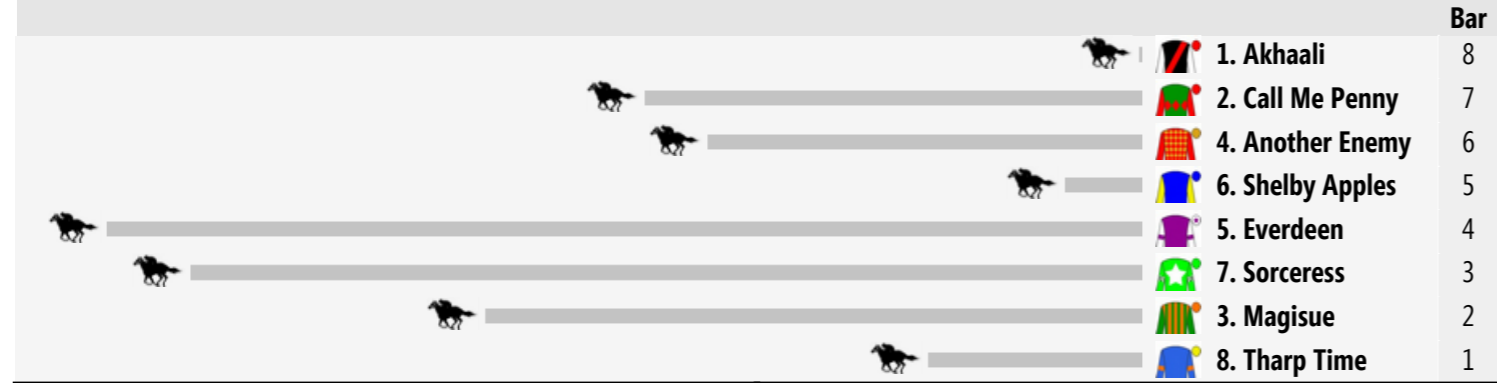 Bar
1. Akhaali 8
2. Call Me Penny 7
4. Another Enemy 6
6. Shelby Apples 5
5. Everdeen 4
7. Sorceress 3
3. Magisue 2
8. Tharp Time 1